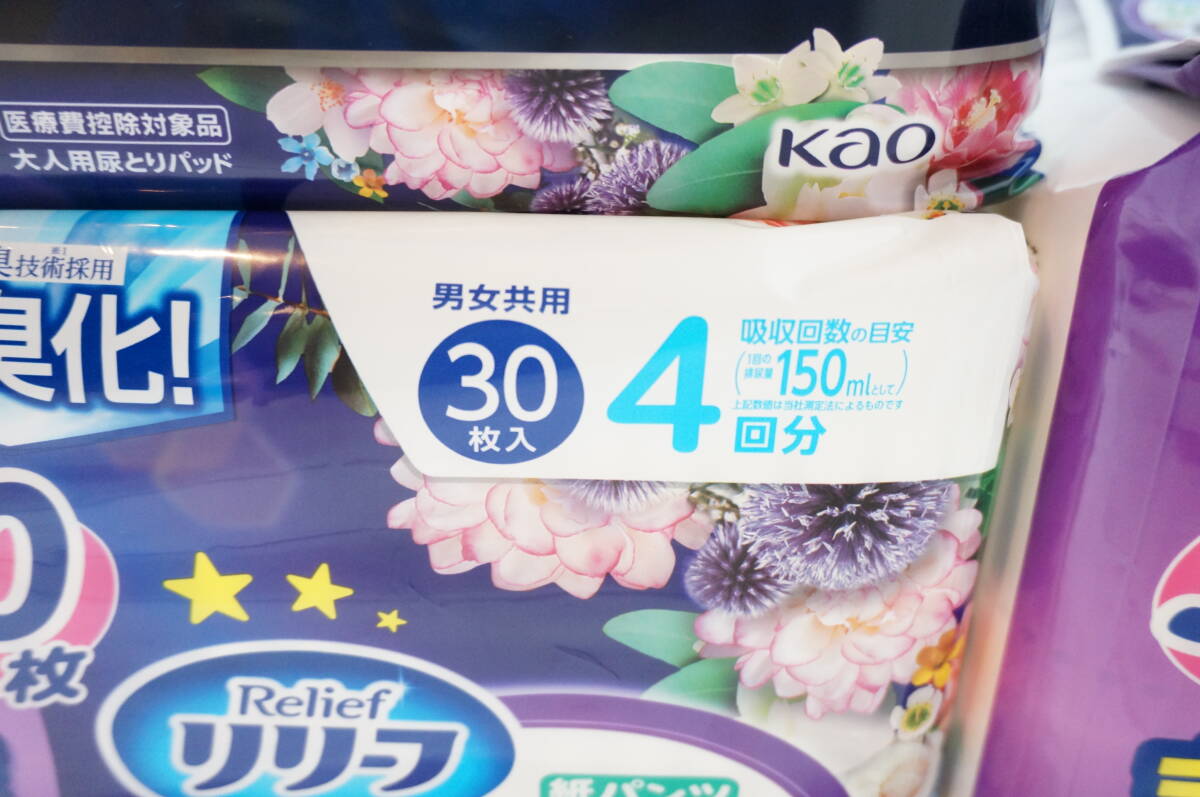 医療費控除対象品
大人用尿とりパッド
Kao
臭技術採用
※1
臭化!
男女共用
30
枚入
4
回分
吸収回数の目安
(1回の排尿量150mlとして)
上記数値は当社測定法によるものです
枚
Relief
リリーフ
紙パンツ